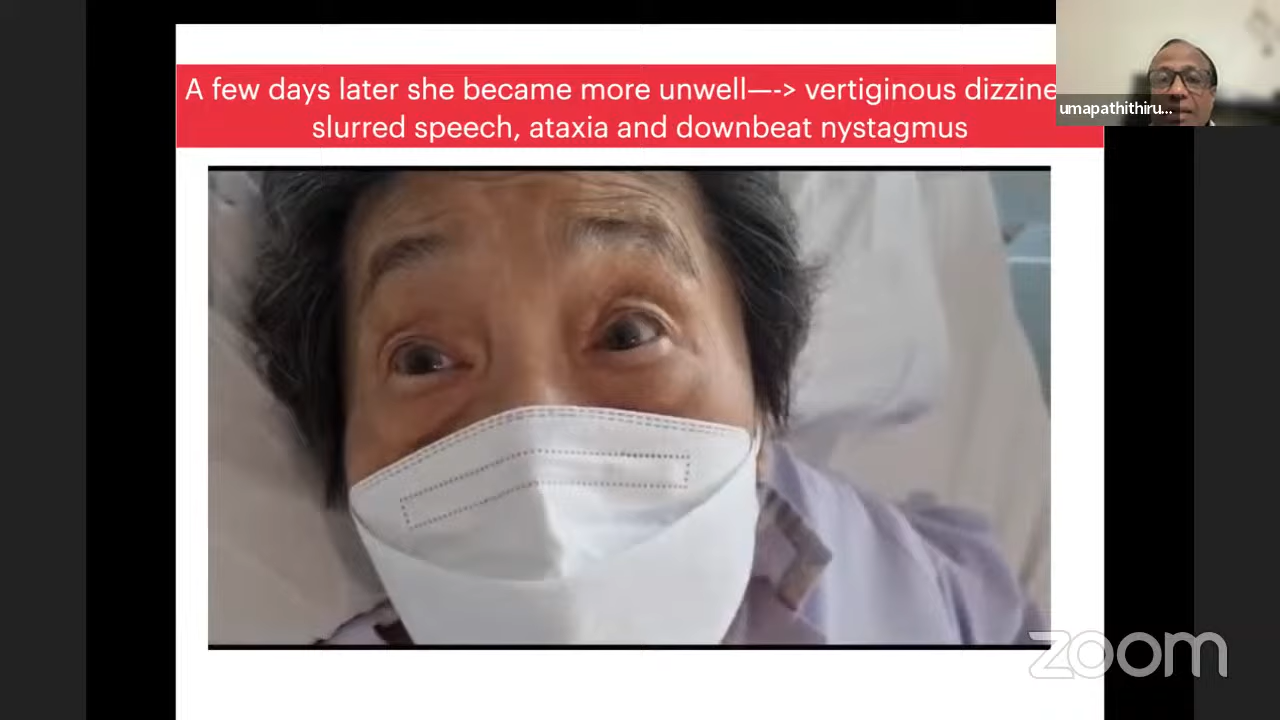 A few days later she became more unwell—-> vertiginous dizzine
slurred speech, ataxia and downbeat nystagmus
umapathithiru...
zoom